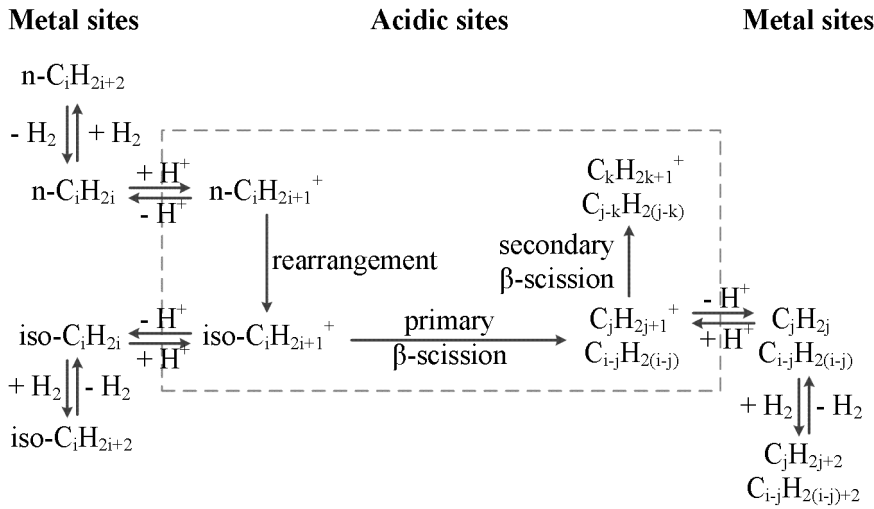 Metal sites
Acidic sites
Metal sites
n-CᵢH₂ᵢ₊₂
- H₂
+ H₂
n-CᵢH₂ᵢ
+ H⁺
- H⁺
n-CᵢH₂ᵢ₊₁⁺
rearrangement
iso-CᵢH₂ᵢ
- H⁺
+ H⁺
iso-CᵢH₂ᵢ₊₁⁺
+ H₂
- H₂
iso-CᵢH₂ᵢ₊₂
primary
β-scission
CₖH₂ₖ₊₁⁺
Cⱼ₋ₖH₂₍ⱼ₋ₖ₎
secondary
β-scission
CⱼH₂ⱼ₊₁⁺
Cᵢ₋ⱼH₂₍ᵢ₋ⱼ₎
- H⁺
+ H⁺
CⱼH₂ⱼ
Cᵢ₋ⱼH₂₍ᵢ₋ⱼ₎
+ H₂
- H₂
CⱼH₂ⱼ₊₂
Cᵢ₋ⱼH₂₍ᵢ₋ⱼ₎₊₂